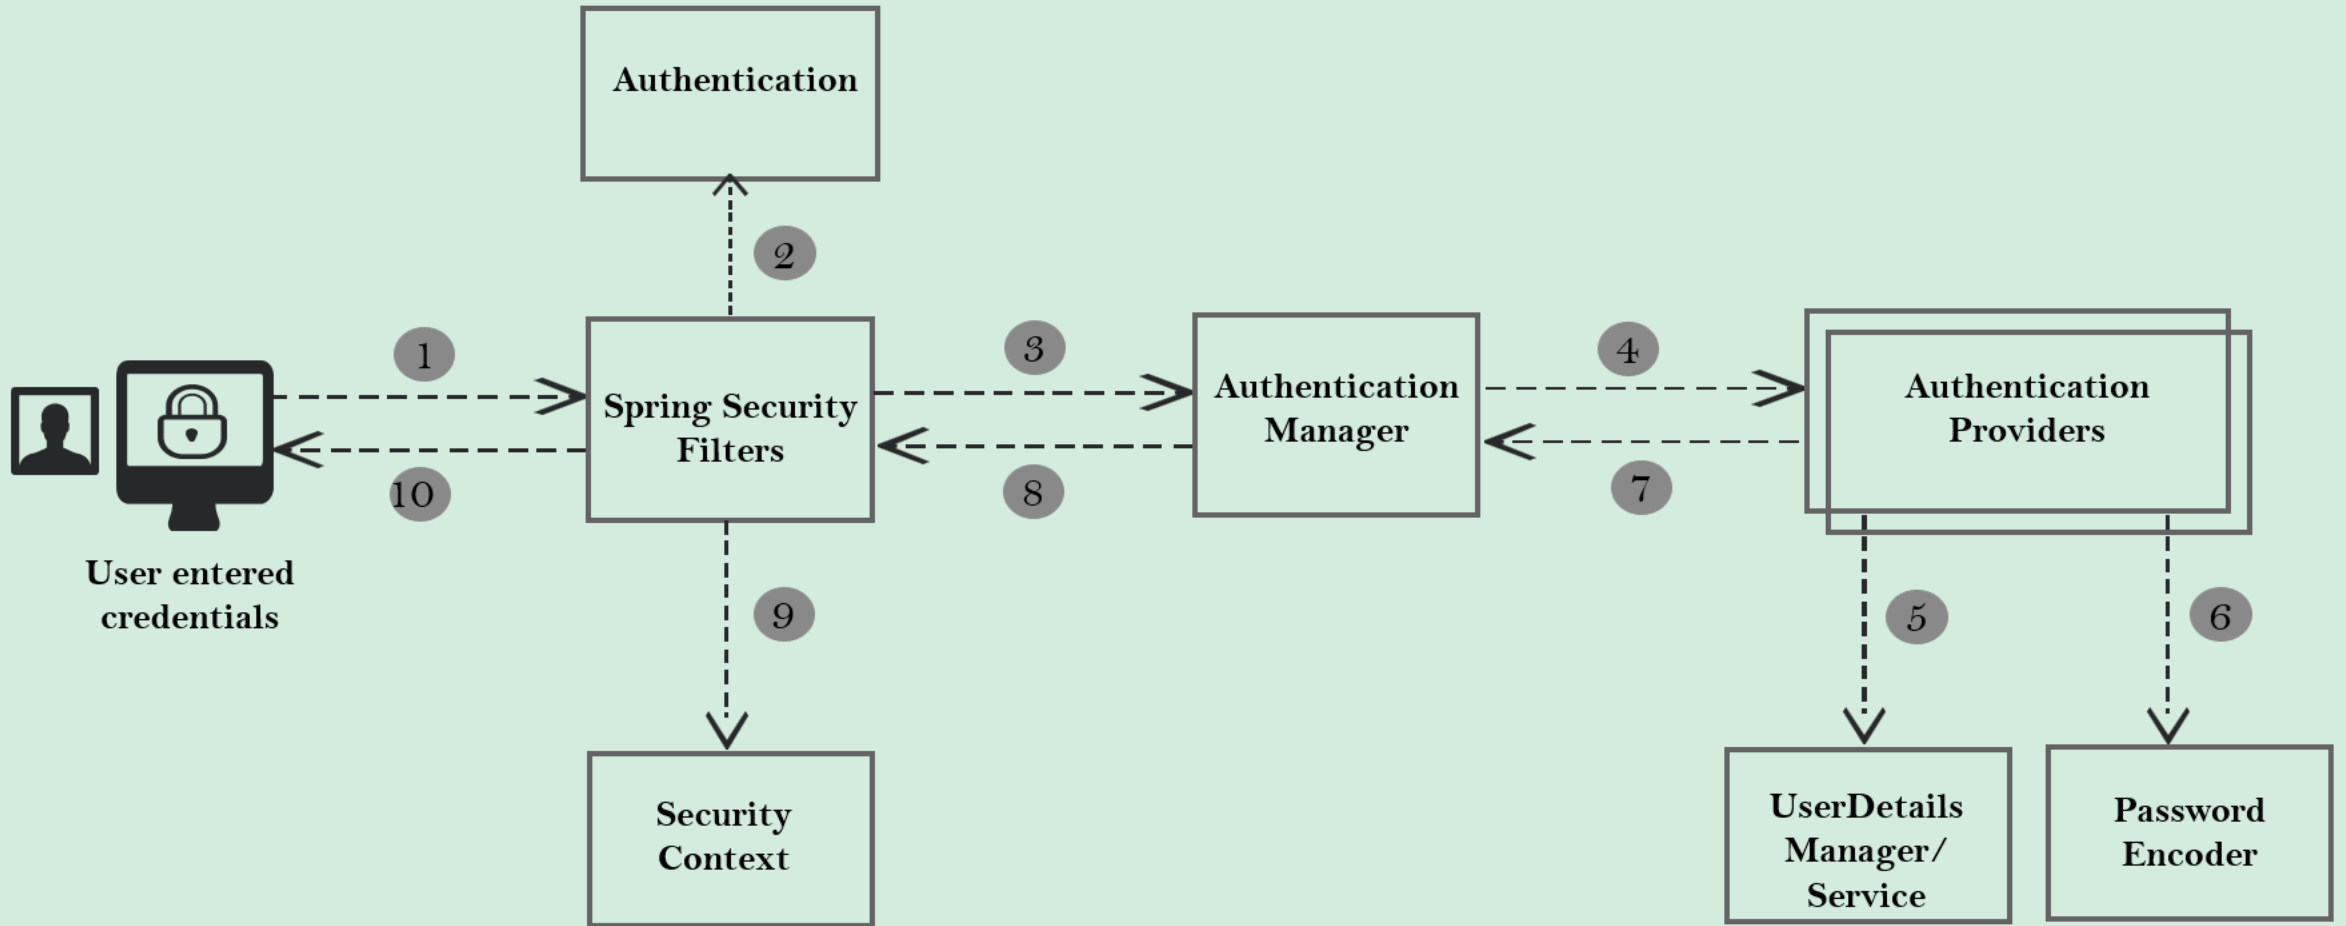 Authentication
2
1
3
4
Spring Security
Filters
Authentication
Manager
Authentication
Providers
10
8
7
User entered
credentials
9
5
6
Security
Context
UserDetails
Manager/
Service
Password
Encoder